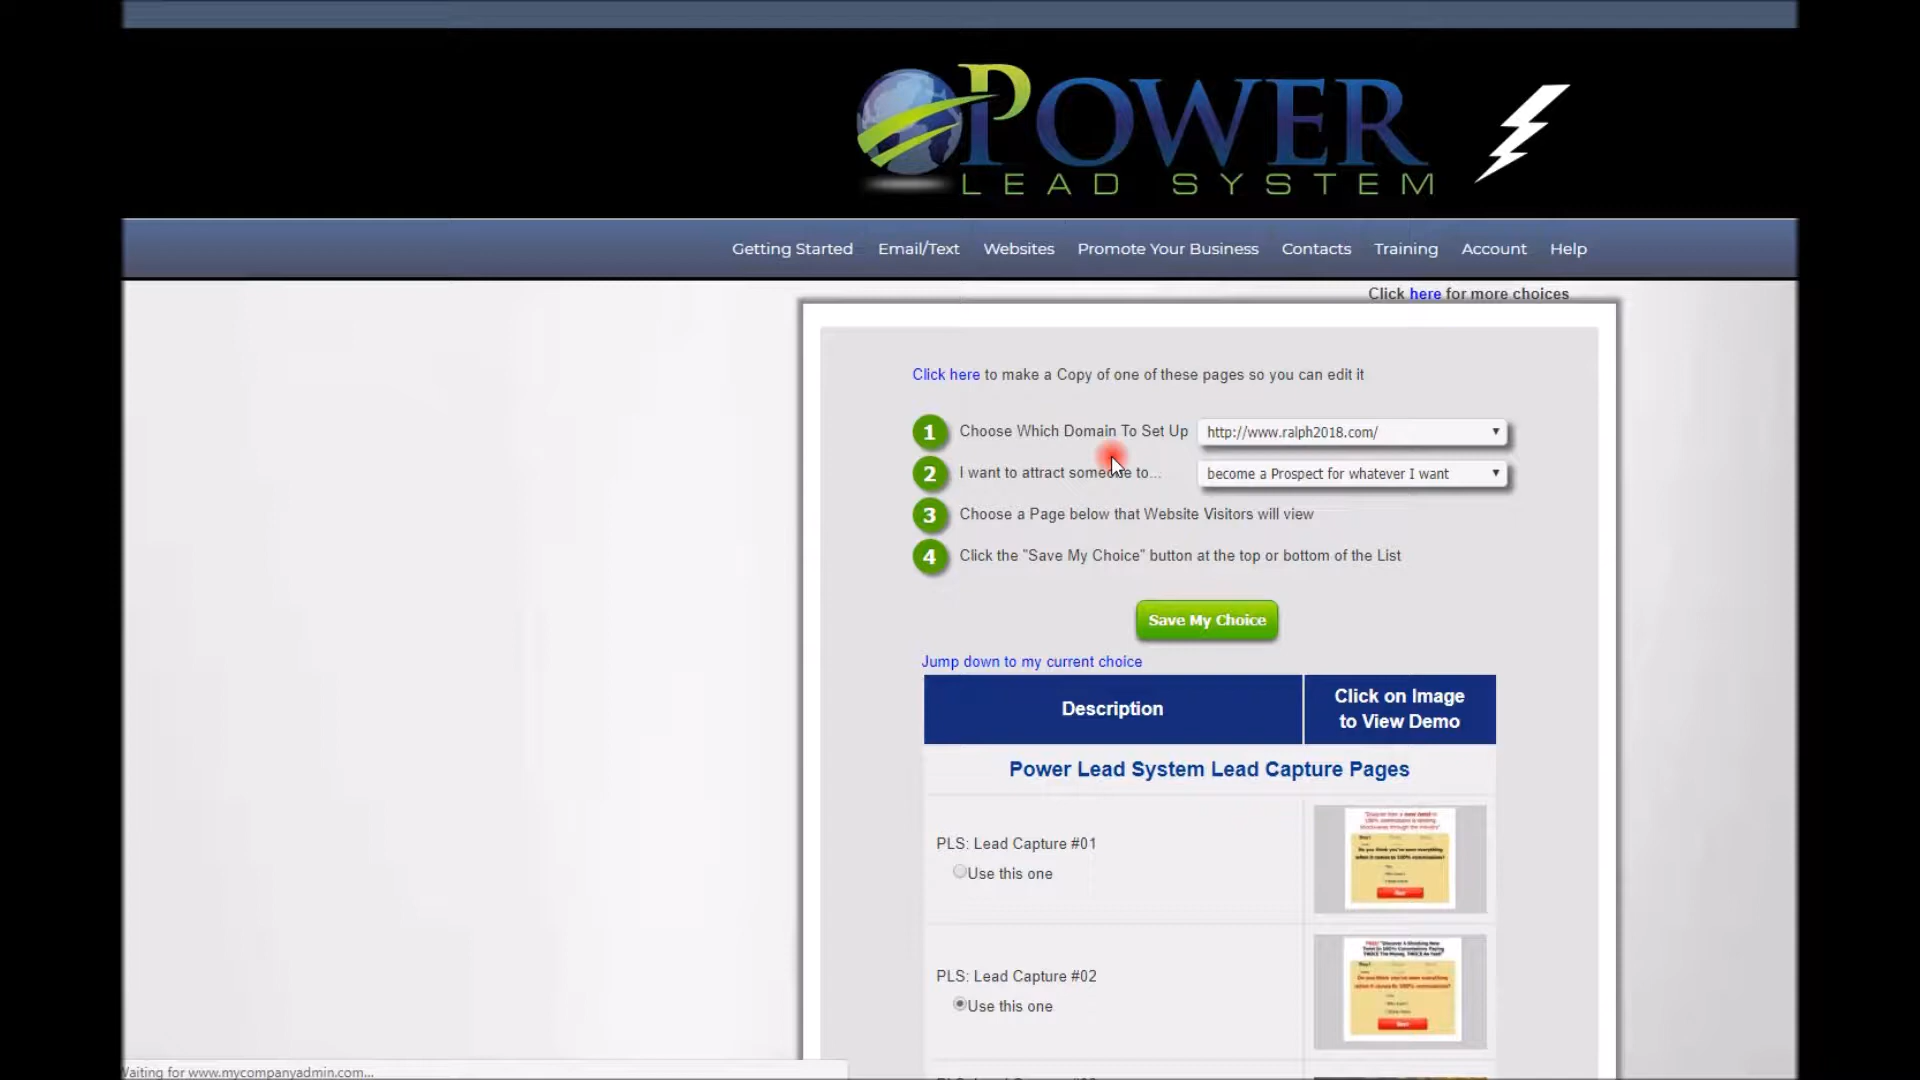 POWER
LEAD SYSTEM
Getting Started Email/Text Websites Promote Your Business Contacts Training Account Help
Click here for more choices
Click here to make a Copy of one of these pages so you can edit it
1 Choose Which Domain To Set Up http://www.ralph2018.com/
2 I want to attract someone to... become a Prospect for whatever I want
3 Choose a Page below that Website Visitors will view
4 Click the "Save My Choice" button at the top or bottom of the List
Save My Choice
Jump down to my current choice
Description Click on Image
to View Demo
Power Lead System Lead Capture Pages
PLS: Lead Capture #01
Use this one
PLS: Lead Capture #02
Use this one
Waiting for www.mycompanyadmin.com...